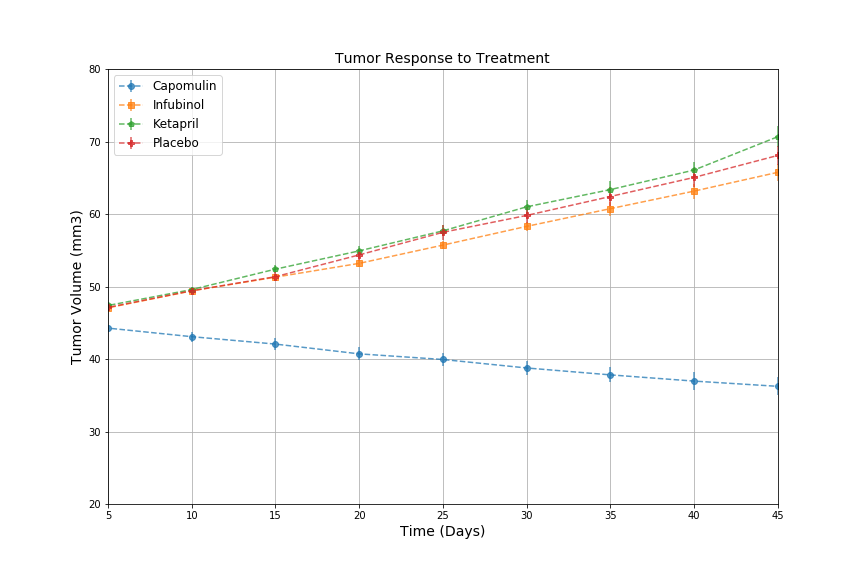 Tumor Response to Treatment
Capomulin
Infubinol
Ketapril
Placebo
Tumor Volume (mm3)
80
70
60
50
40
30
20
5 10 15 20 25 30 35 40 45
Time (Days)